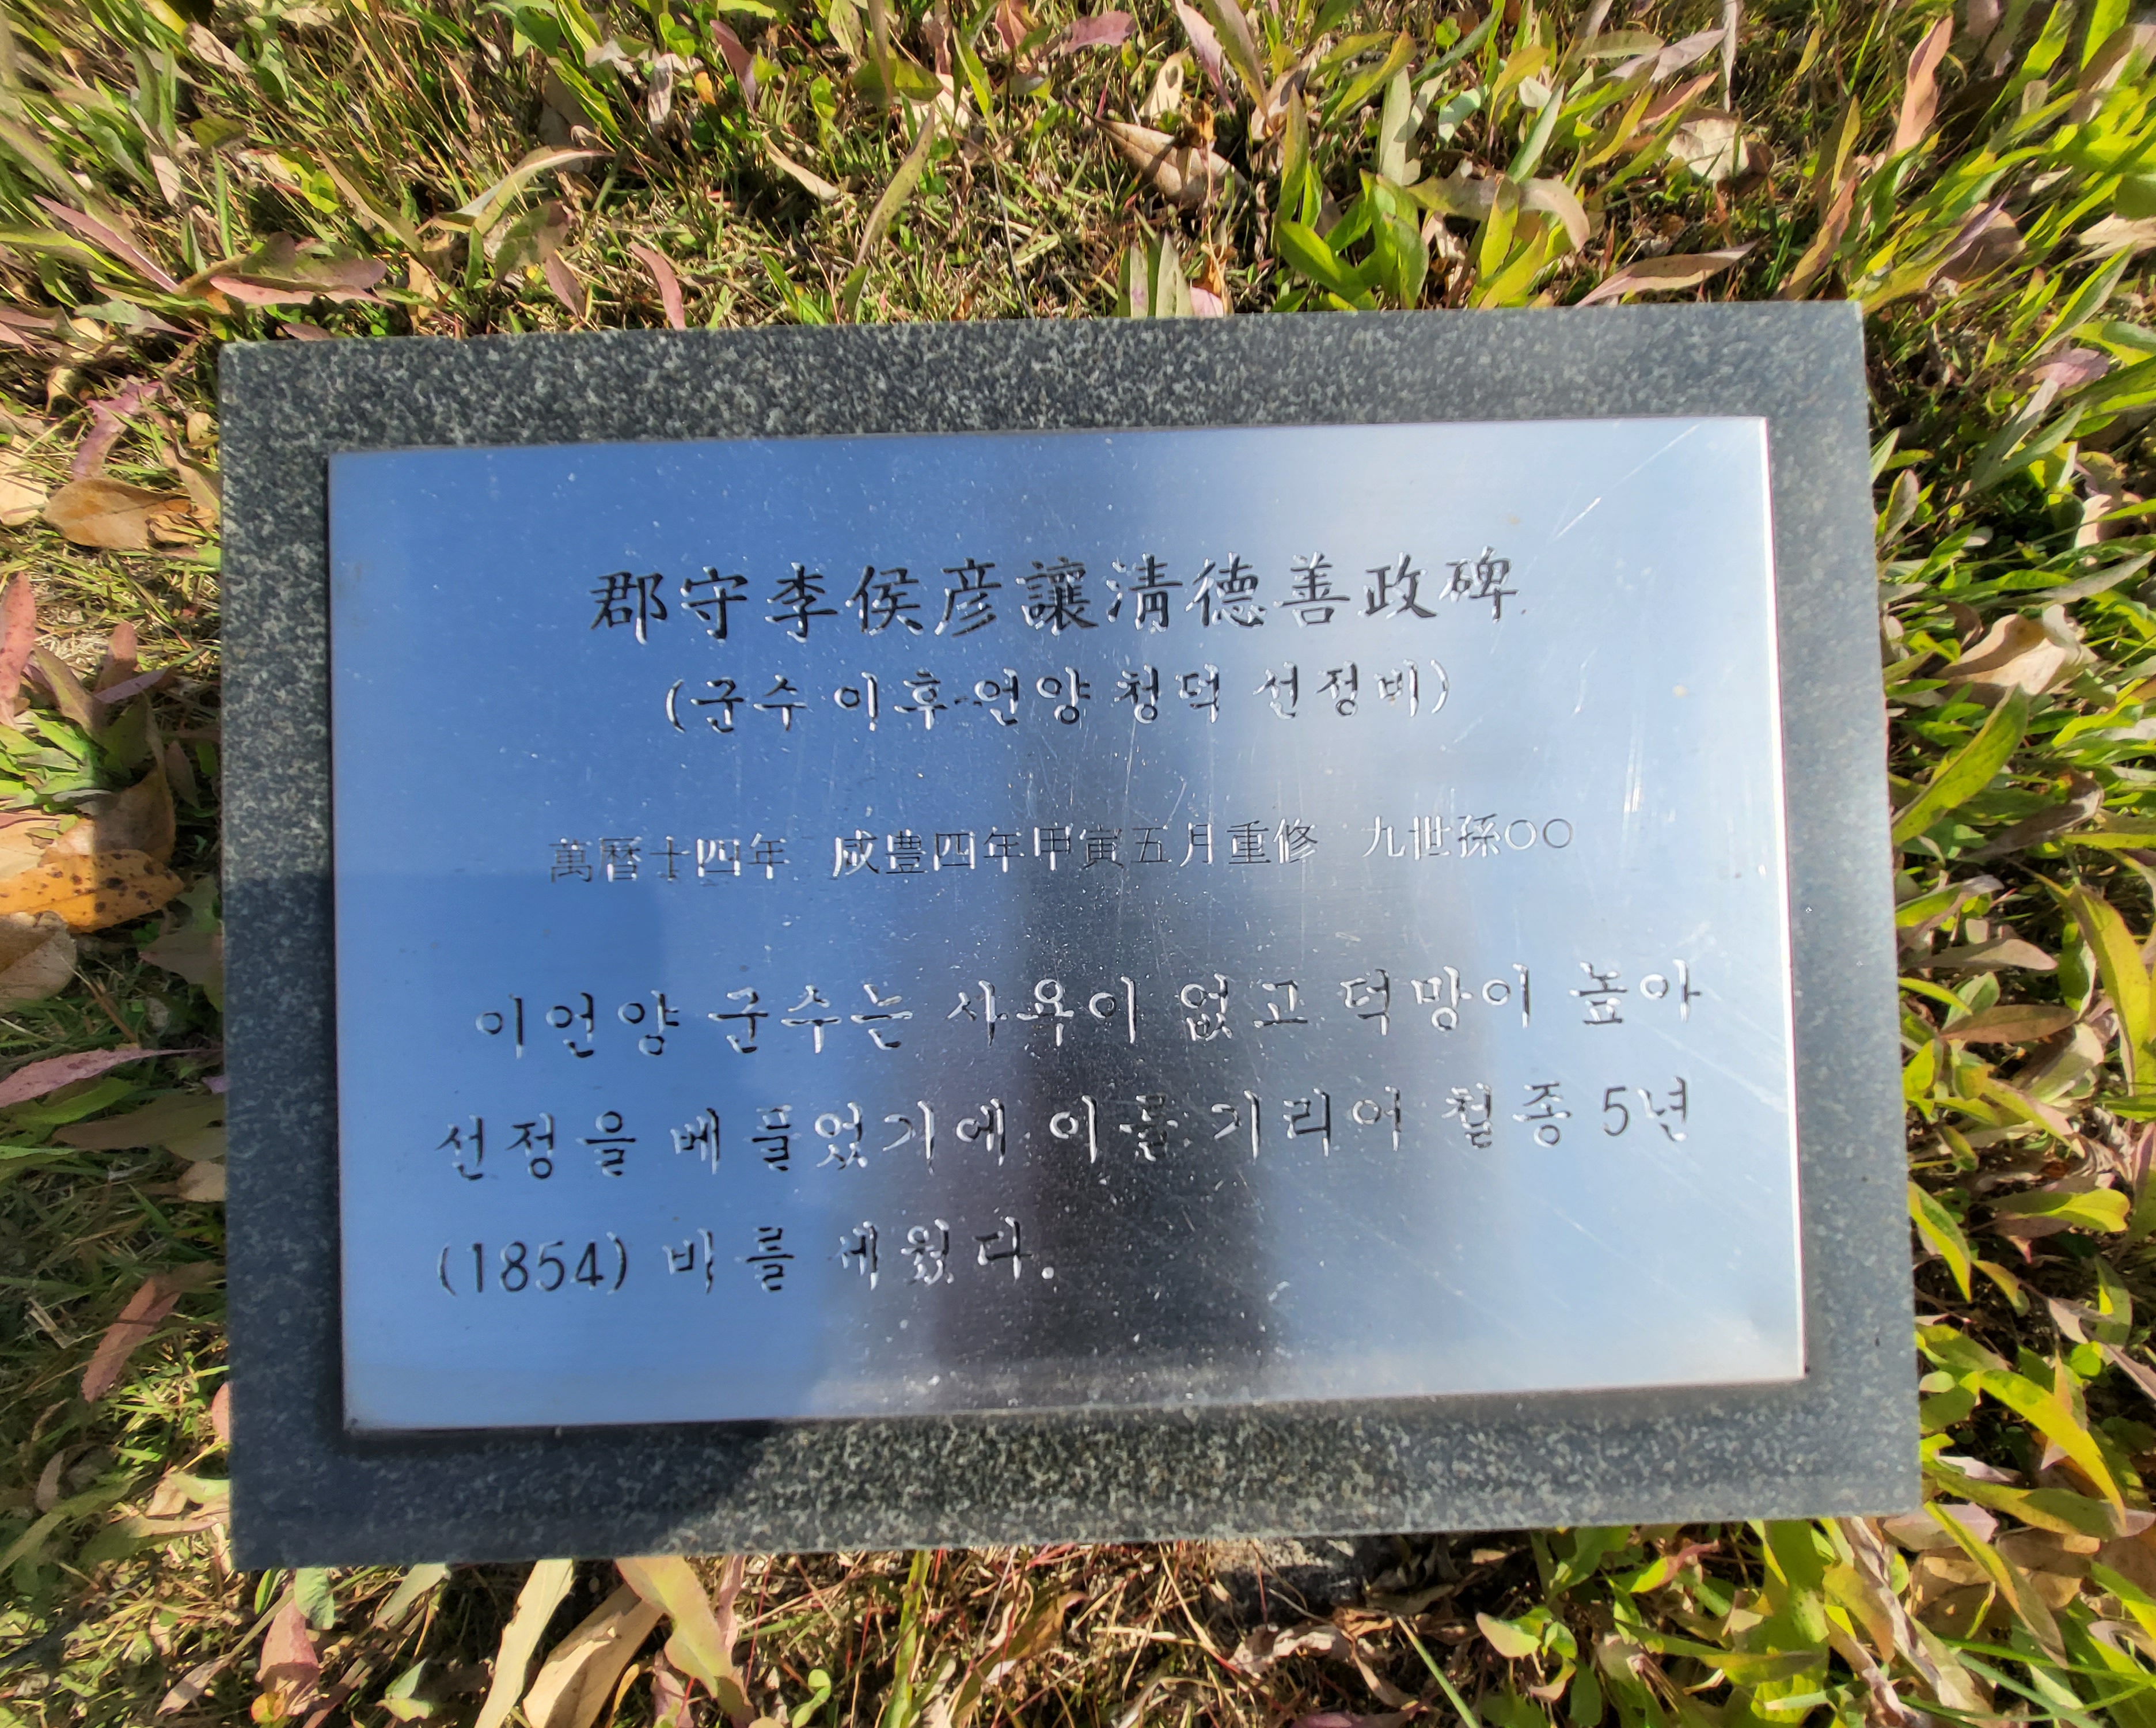 郡守李侯彦讓淸德善政碑
(군수 이후 언양 청덕 선정비)
萬曆十四年 咸豊四年甲寅五月重修 九世孫○○
이언양 군수는 사욕이 없고 덕망이 높아
선정을 베풀었기에 이를 기리어 철종 5년
(1854) 비를 세웠다.